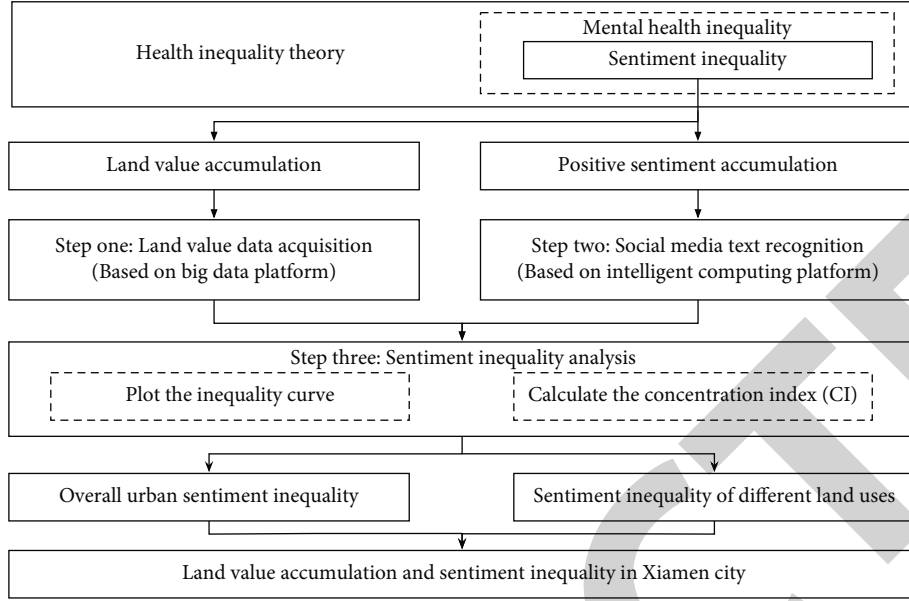 Mental health inequality
Health inequality theory
Sentiment inequality
Land value accumulation
Positive sentiment accumulation
Step one: Land value data acquisition
(Based on big data platform)
Step two: Social media text recognition
(Based on intelligent computing platform)
Step three: Sentiment inequality analysis
Plot the inequality curve
Calculate the concentration index (CI)
Overall urban sentiment inequality
Sentiment inequality of different land uses
Land value accumulation and sentiment inequality in Xiamen city